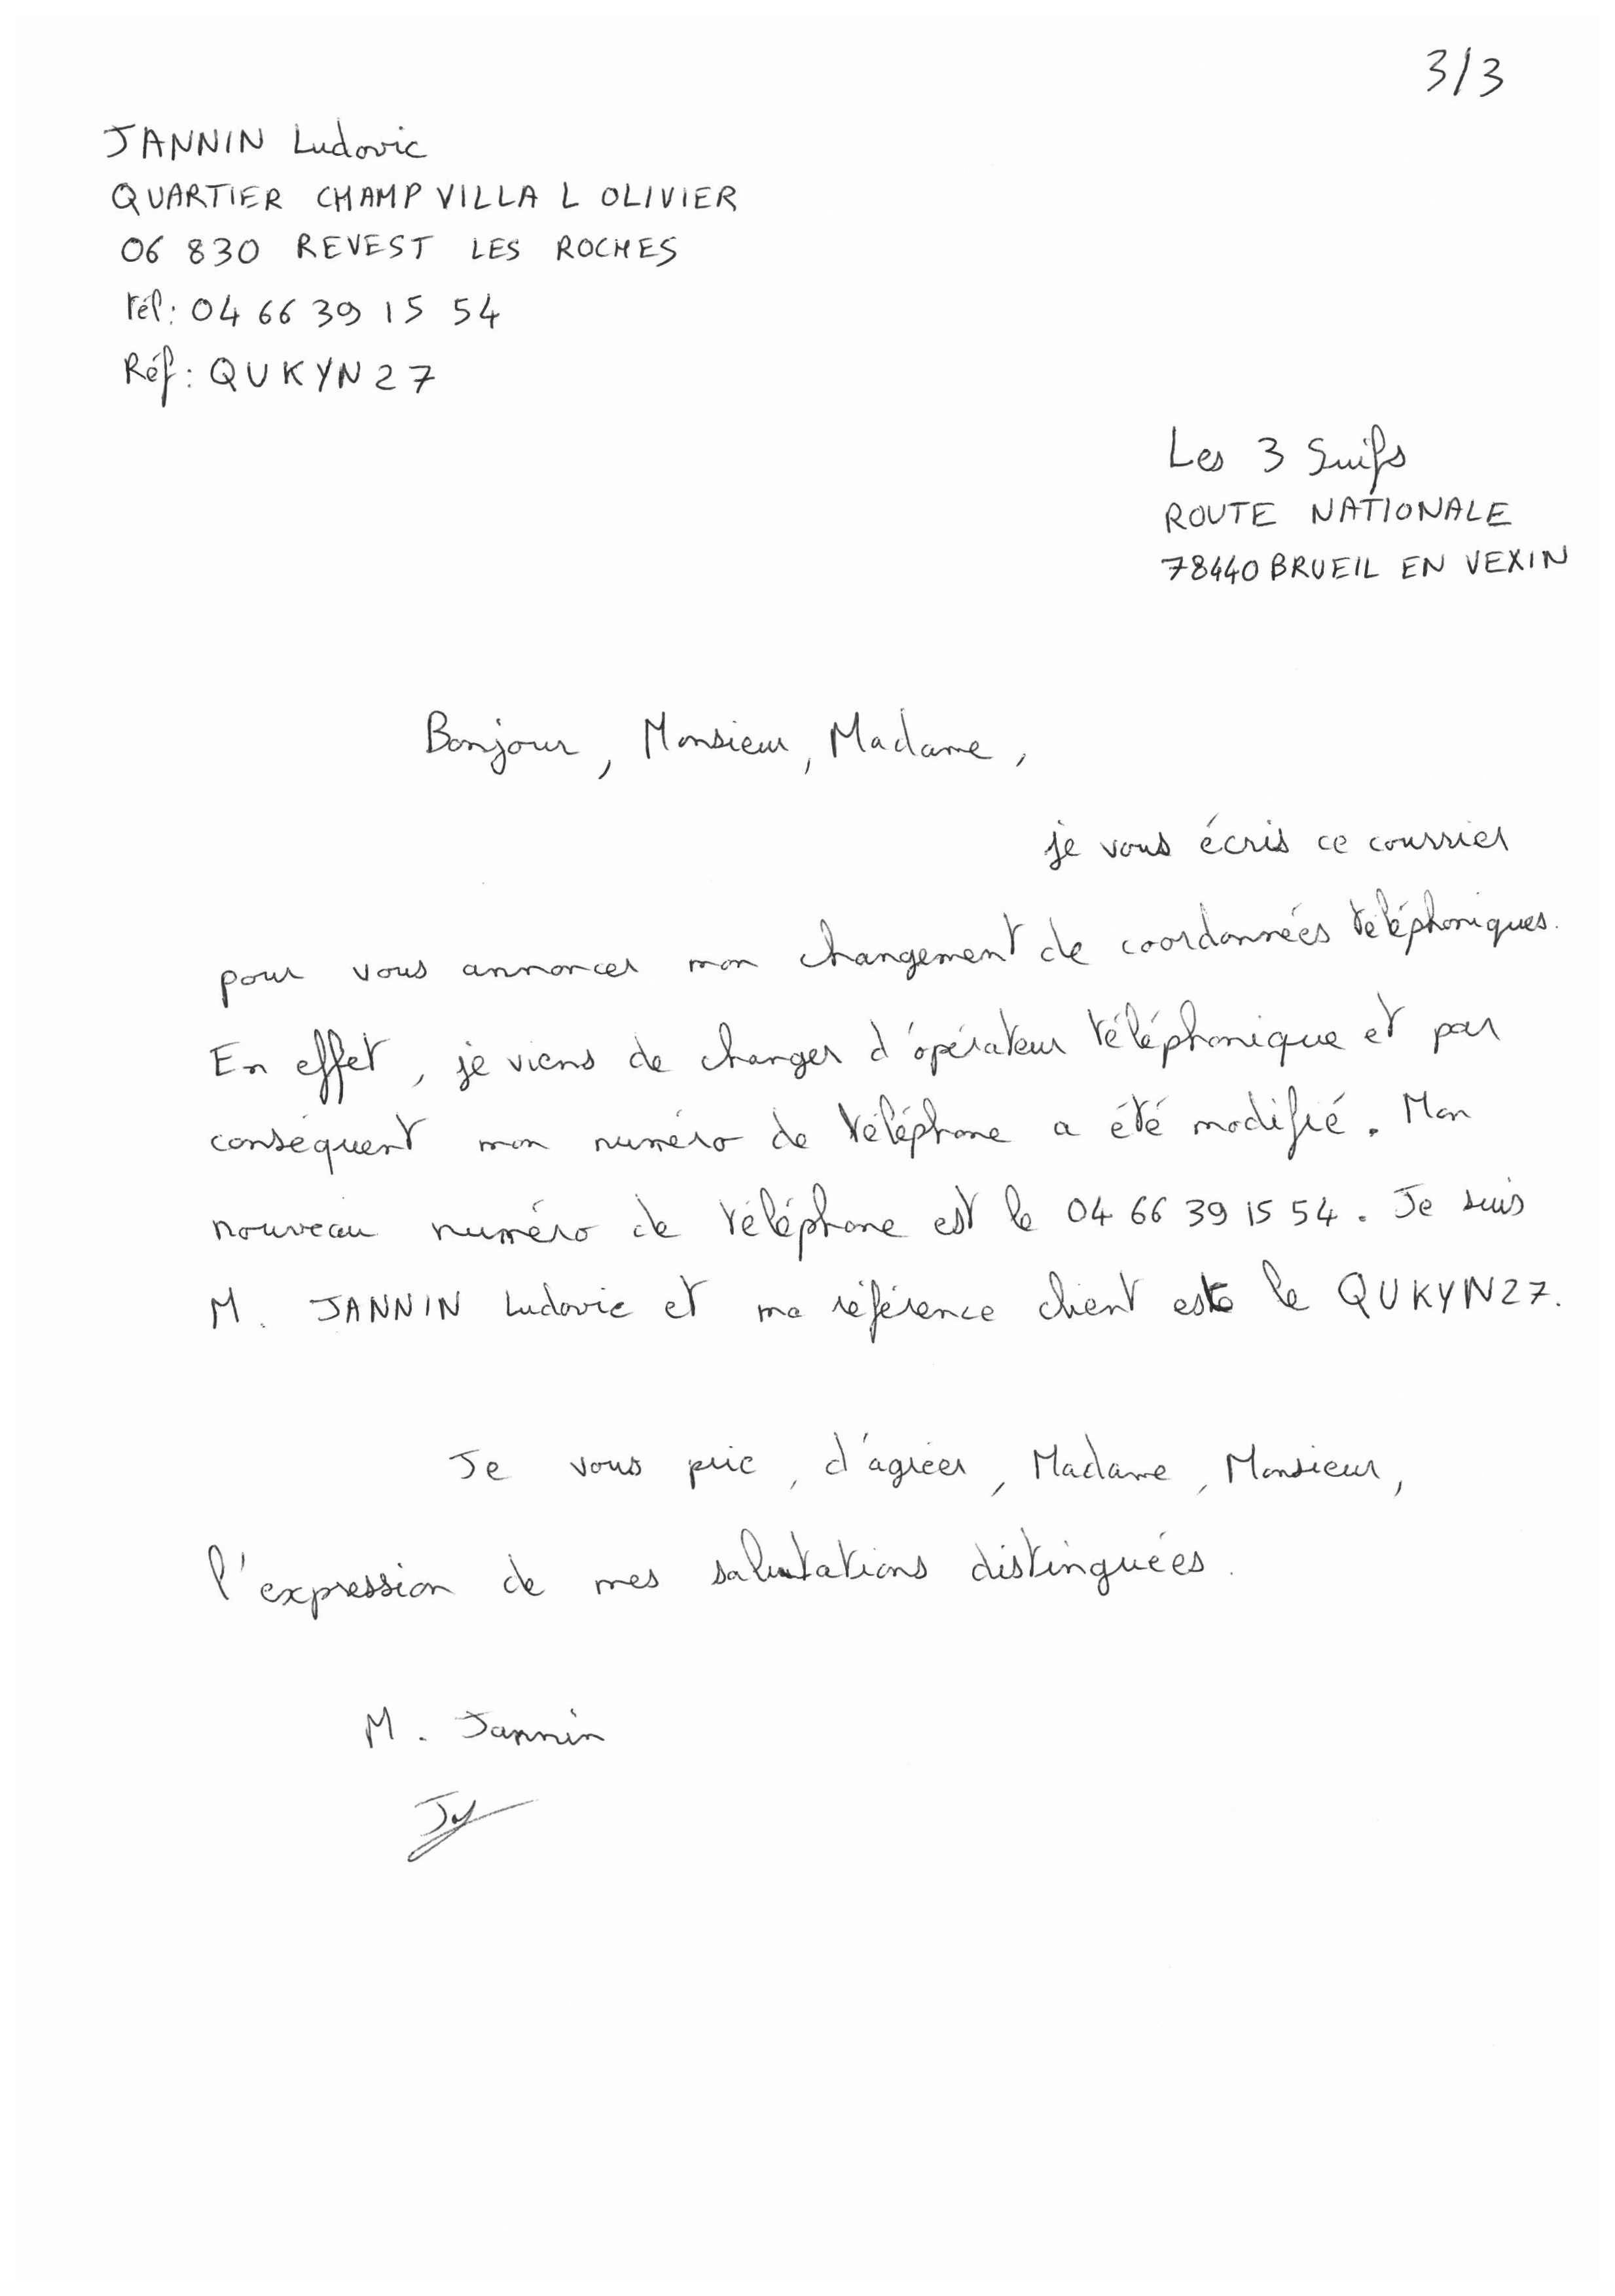 3/3
JANNIN Ludovic
QUARTIER CHAMP VILLA L OLIVIER
06 830 REVEST LES ROCHES
tél: 04 66 39 15 54
Réf: QUKYN27
Les 3 Suifs
ROUTE NATIONALE
78440 BRUEIL EN VEXIN
Bonjour, Monsieur, Madame,
je vous écris ce courrier
pour vous annoncer mon changement de coordonnées téléphoniques.
En effet, je viens de changer d'opérateur téléphonique et par
conséquent mon numéro de téléphone a été modifié. Mon
nouveau numéro de téléphone est le 04 66 39 15 54. Je suis
M. JANNIN Ludovic et ma référence client est le QUKYN27.
Je vous prie, d'agréer, Madame, Monsieur,
l'expression de mes salutations distinguées.
M. Jannin